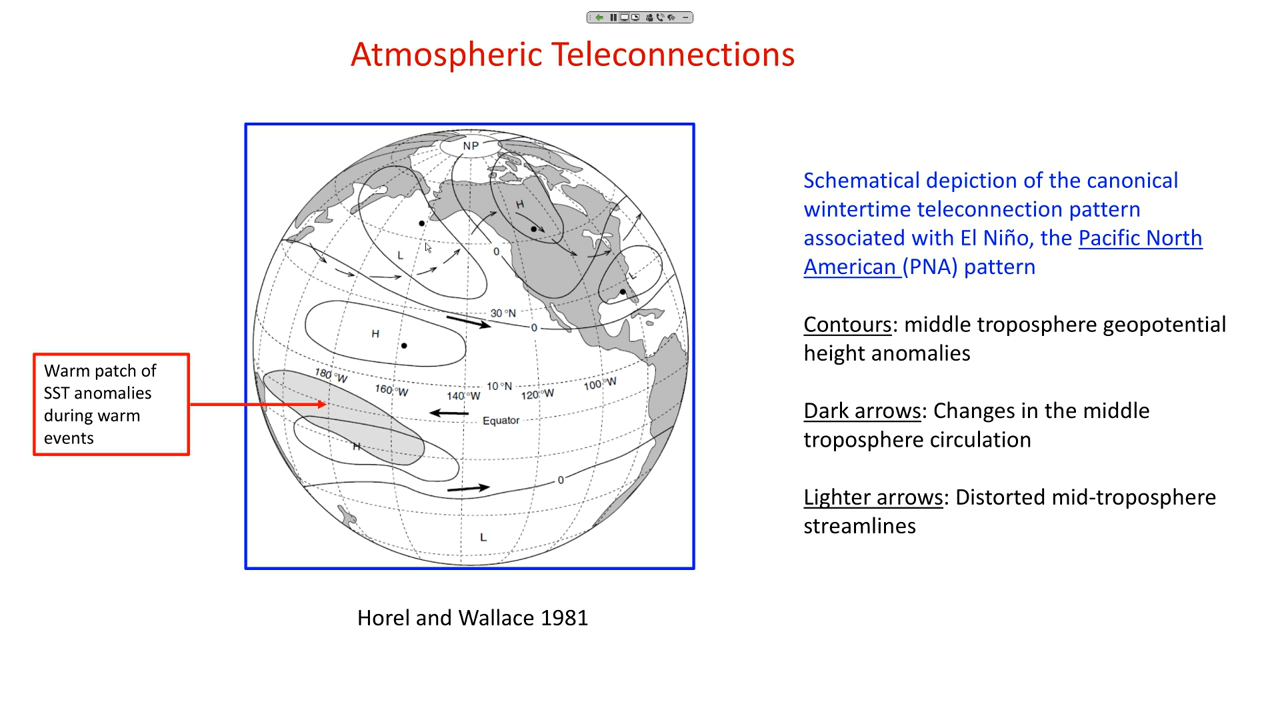 Atmospheric Teleconnections
NP
H
L
0
L
30 °N
0
H
180 °W
160 °W
140 °W
10 °N
120 °W
100 °W
Equator
H
0
L
Warm patch of
SST anomalies
during warm
events
Schematical depiction of the canonical
wintertime teleconnection pattern
associated with El Niño, the Pacific North
American (PNA) pattern
Contours: middle troposphere geopotential
height anomalies
Dark arrows: Changes in the middle
troposphere circulation
Lighter arrows: Distorted mid-troposphere
streamlines
Horel and Wallace 1981